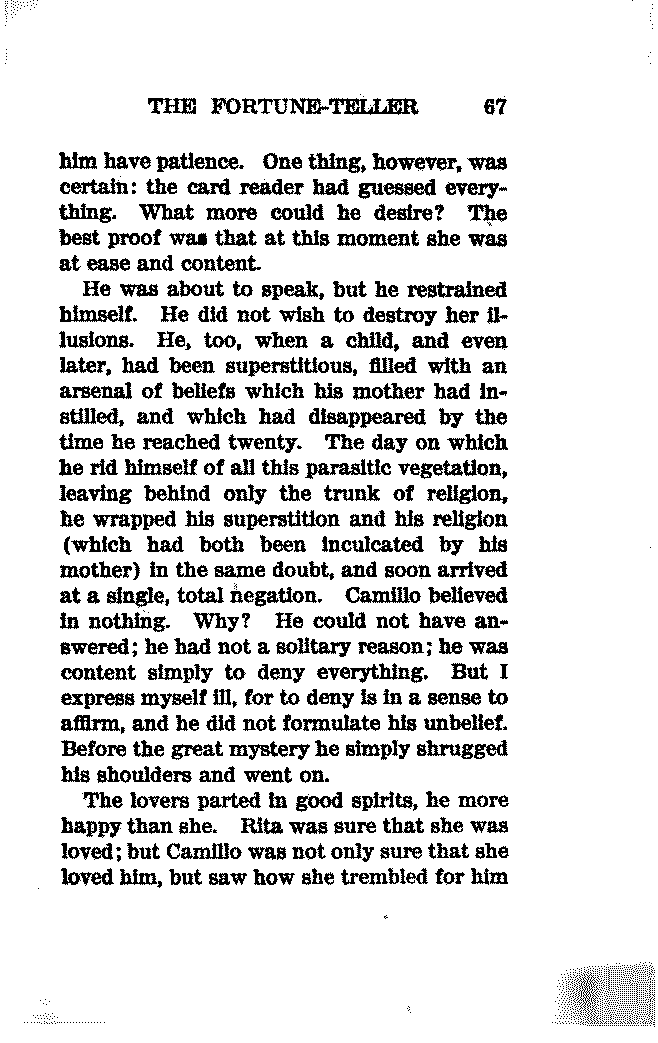 THE FORTUNE-TELLER 67
him have patience. One thing, however, was
certain: the card reader had guessed every-
thing. What more could he desire? The
best proof was that at this moment she was
at ease and content.
He was about to speak, but he restrained
himself. He did not wish to destroy her il-
lusions. He, too, when a child, and even
later, had been superstitious, filled with an
arsenal of beliefs which his mother had in-
stilled, and which had disappeared by the
time he reached twenty. The day on which
he rid himself of all this parasitic vegetation,
leaving behind only the trunk of religion,
he wrapped his superstition and his religion
(which had both been inculcated by his
mother) in the same doubt, and soon arrived
at a single, total negation. Camillo believed
in nothing. Why? He could not have an-
swered; he had not a solitary reason; he was
content simply to deny everything. But I
express myself ill, for to deny is in a sense to
affirm, and he did not formulate his unbelief.
Before the great mystery he simply shrugged
his shoulders and went on.
The lovers parted in good spirits, he more
happy than she. Rita was sure that she was
loved; but Camillo was not only sure that she
loved him, but saw how she trembled for him